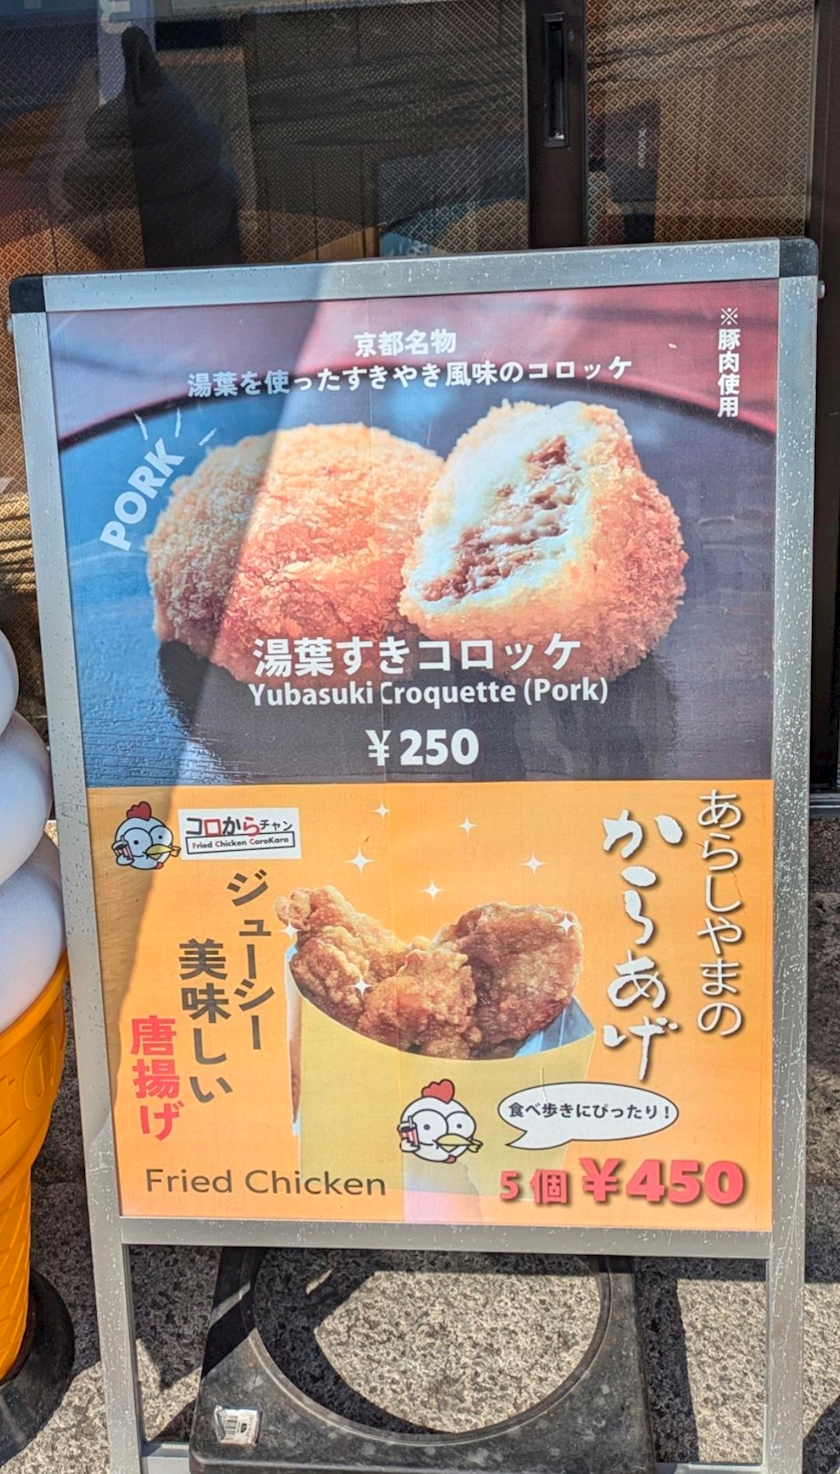 京都名物
湯葉を使ったすきやき風味のコロッケ
※豚肉使用
PORK
湯葉すきコロッケ
Yubasuki Croquette (Pork)
¥250
コロからチャン
Fried Chicken CoroKara
あらしやまの
からあげ
ジューシー
美味しい
唐揚げ
食べ歩きにぴったり!
Fried Chicken
5個 ¥450